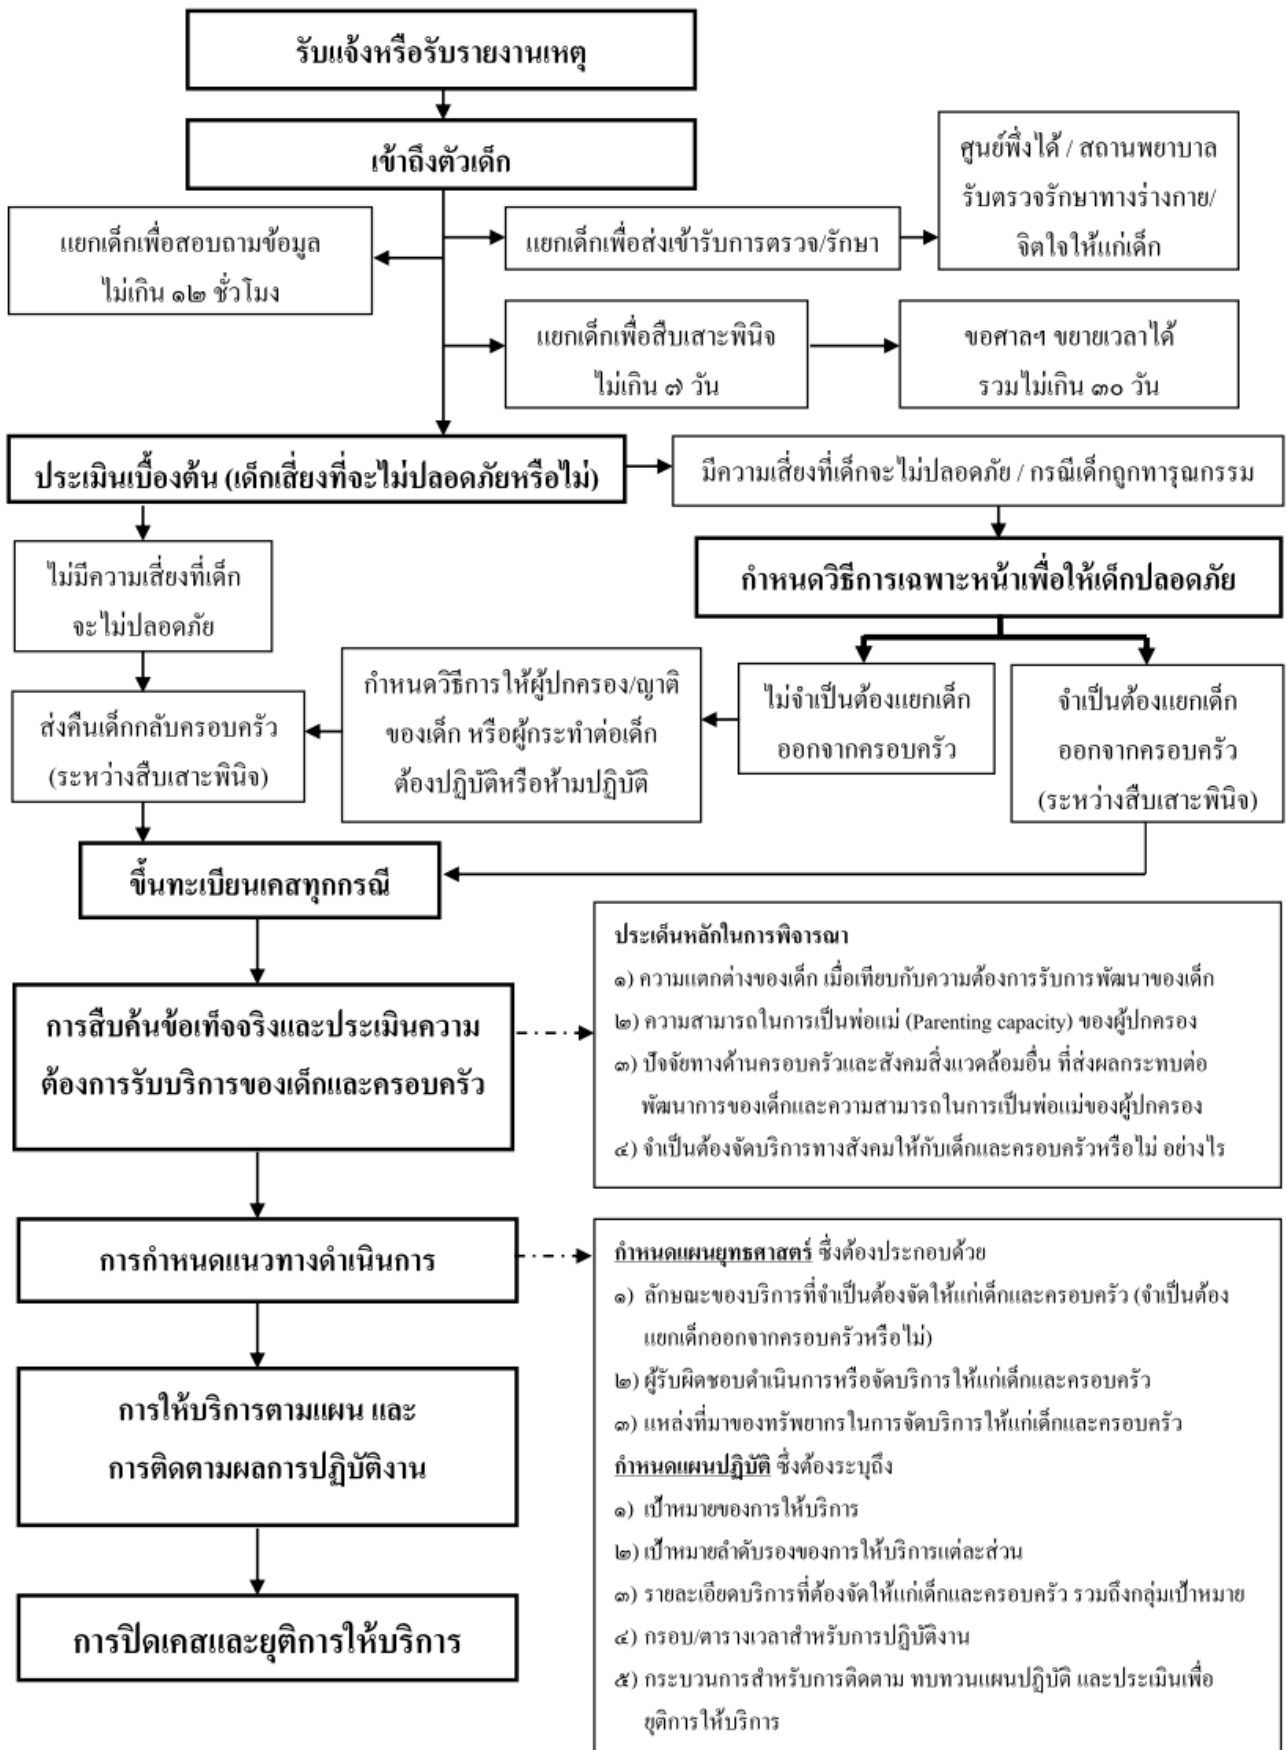 รับแจ้งหรือรับรายงานเหตุ
เข้าถึงตัวเด็ก
ศูนย์พึ่งได้ / สถานพยาบาล
รับตรวจรักษาทางร่างกาย/
จิตใจให้แก่เด็ก
แยกเด็กเพื่อสอบถามข้อมูล
ไม่เกิน ๑๒ ชั่วโมง
แยกเด็กเพื่อส่งเข้ารับการตรวจ/รักษา
แยกเด็กเพื่อสืบเสาะพินิจ
ไม่เกิน ๗ วัน
ขอศาลฯ ขยายเวลาได้
รวมไม่เกิน ๓๐ วัน
ประเมินเบื้องต้น (เด็กเสี่ยงที่จะไม่ปลอดภัยหรือไม่)
มีความเสี่ยงที่เด็กจะไม่ปลอดภัย / กรณีเด็กถูกทารุณกรรม
ไม่มีความเสี่ยงที่เด็ก
จะไม่ปลอดภัย
กำหนดวิธีการเฉพาะหน้าเพื่อให้เด็กปลอดภัย
ส่งคืนเด็กกลับครอบครัว
(ระหว่างสืบเสาะพินิจ)
กำหนดวิธีการให้ผู้ปกครอง/ญาติ
ของเด็ก หรือผู้กระทำต่อเด็ก
ต้องปฏิบัติหรือห้ามปฏิบัติ
ไม่จำเป็นต้องแยกเด็ก
ออกจากครอบครัว
จำเป็นต้องแยกเด็ก
ออกจากครอบครัว
(ระหว่างสืบเสาะพินิจ)
ขึ้นทะเบียนเคสทุกกรณี
การสืบค้นข้อเท็จจริงและประเมินความ
ต้องการรับบริการของเด็กและครอบครัว
ประเด็นหลักในการพิจารณา
๑) ความแตกต่างของเด็ก เมื่อเทียบกับความต้องการรับการพัฒนาของเด็ก
๒) ความสามารถในการเป็นพ่อแม่ (Parenting capacity) ของผู้ปกครอง
๓) ปัจจัยทางด้านครอบครัวและสังคมสิ่งแวดล้อมอื่น ที่ส่งผลกระทบต่อ
พัฒนาการของเด็กและความสามารถในการเป็นพ่อแม่ของผู้ปกครอง
๔) จำเป็นต้องจัดบริการทางสังคมให้กับเด็กและครอบครัวหรือไม่ อย่างไร
การกำหนดแนวทางดำเนินการ
กำหนดแผนยุทธศาสตร์ ซึ่งต้องประกอบด้วย
๑) ลักษณะของบริการที่จำเป็นต้องจัดให้แก่เด็กและครอบครัว (จำเป็นต้อง
แยกเด็กออกจากครอบครัวหรือไม่)
๒) ผู้รับผิดชอบดำเนินการหรือจัดบริการให้แก่เด็กและครอบครัว
๓) แหล่งที่มาของทรัพยากรในการจัดบริการให้แก่เด็กและครอบครัว
กำหนดแผนปฏิบัติ ซึ่งต้องระบุถึง
๑) เป้าหมายของการให้บริการ
๒) เป้าหมายลำดับรองของการให้บริการแต่ละส่วน
๓) รายละเอียดบริการที่ต้องจัดให้แก่เด็กและครอบครัว รวมถึงกลุ่มเป้าหมาย
๔) กรอบ/ตารางเวลาสำหรับการปฏิบัติงาน
๕) กระบวนการสำหรับการติดตาม ทบทวนแผนปฏิบัติ และประเมินเพื่อ
ยุติการให้บริการ
การให้บริการตามแผน และ
การติดตามผลการปฏิบัติงาน
การปิดเคสและยุติการให้บริการ